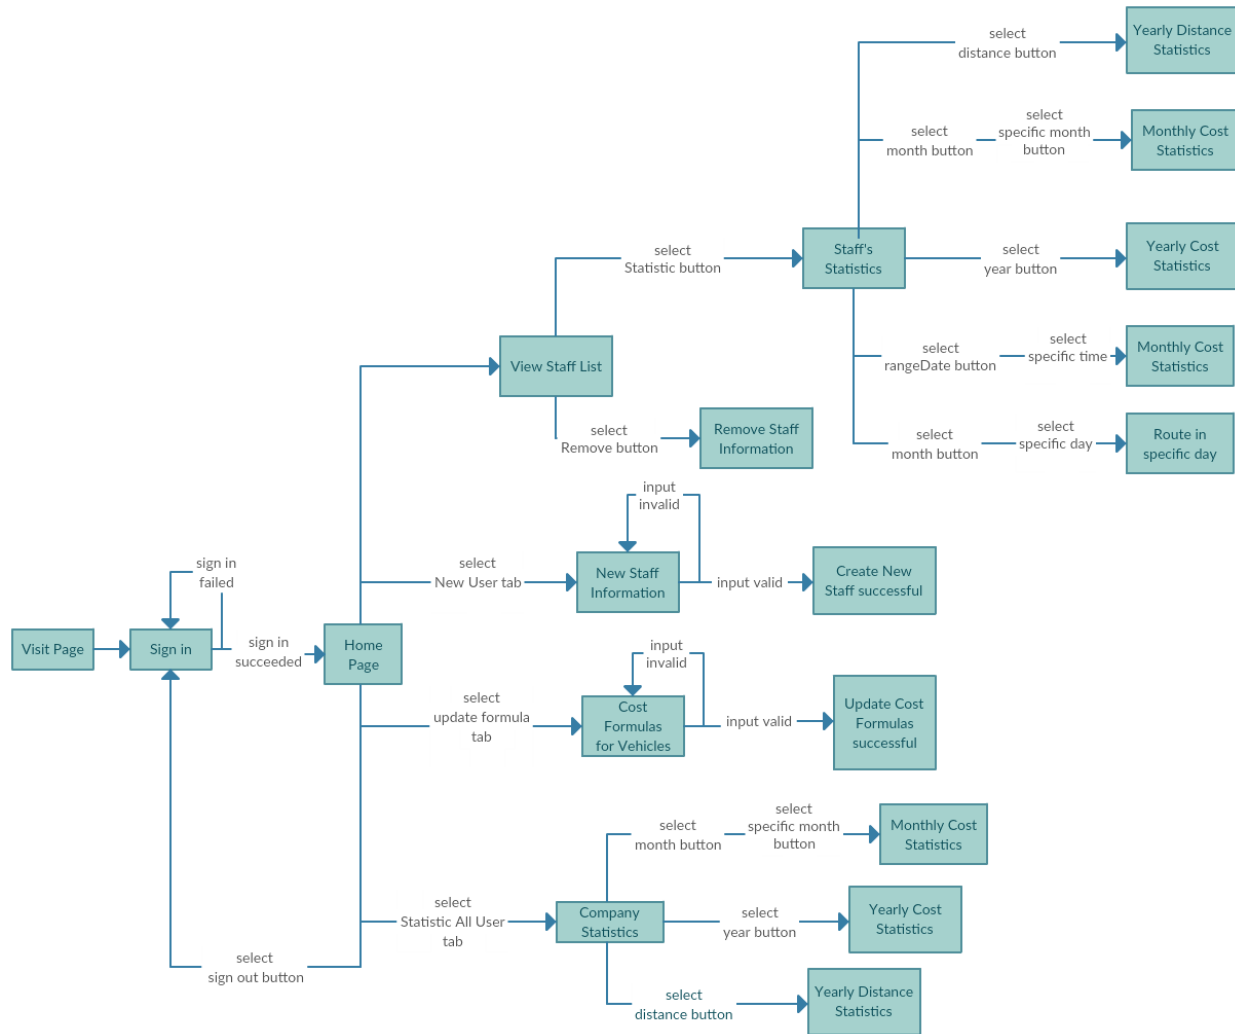 select
distance button
Yearly Distance
Statistics
select
month button
select
specific month
button
Monthly Cost
Statistics
select
Statistic button
Staff's
Statistics
select
year button
Yearly Cost
Statistics
View Staff List
select
rangeDate button
select
specific time
Monthly Cost
Statistics
select
Remove button
Remove Staff
Information
select
month button
select
specific day
Route in
specific day
input
invalid
select
New User tab
New Staff
Information
input valid
Create New
Staff successful
sign in
failed
Visit Page
Sign in
sign in
succeeded
Home
Page
input
invalid
select
update formula
tab
Cost
Formulas
for Vehicles
input valid
Update Cost
Formulas
successful
select
month button
select
specific month
button
Monthly Cost
Statistics
select
Statistic All User
tab
Company
Statistics
select
year button
Yearly Cost
Statistics
select
sign out button
select
distance button
Yearly Distance
Statistics